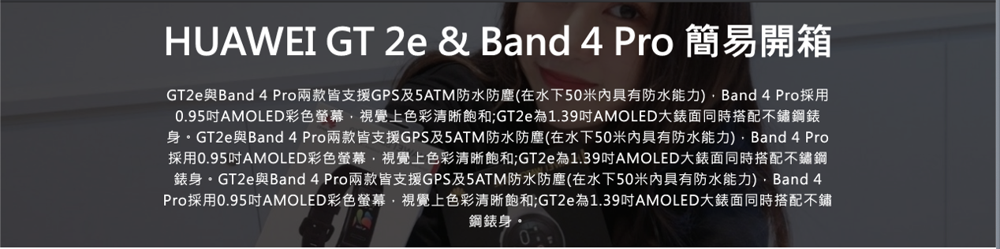 HUAWEI GT 2e & Band 4 Pro 簡易開箱
GT2e與Band 4 Pro兩款皆支援GPS及5ATM防水防塵(在水下50米內具有防水能力)，Band 4 Pro採用
0.95吋AMOLED彩色螢幕，視覺上色彩清晰飽和;GT2e為1.39吋AMOLED大錶面同時搭配不鏽鋼錶
身。GT2e與Band 4 Pro兩款皆支援GPS及5ATM防水防塵(在水下50米內具有防水能力)，Band 4 Pro
採用0.95吋AMOLED彩色螢幕，視覺上色彩清晰飽和;GT2e為1.39吋AMOLED大錶面同時搭配不鏽鋼
錶身。GT2e與Band 4 Pro兩款皆支援GPS及5ATM防水防塵(在水下50米內具有防水能力)，Band 4
Pro採用0.95吋AMOLED彩色螢幕，視覺上色彩清晰飽和;GT2e為1.39吋AMOLED大錶面同時搭配不鏽
鋼錶身。